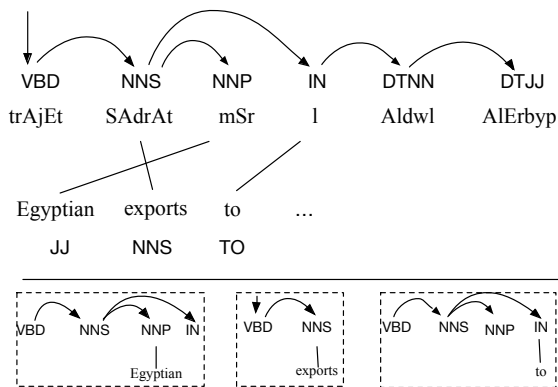 VBD NNS NNP IN DTNN DTJJ
trAjEt SAdrAt mSr l Aldwl AlErbyp
Egyptian exports to ...
JJ NNS TO
VBD NNS NNP IN
Egyptian
VBD NNS
exports
VBD NNS NNP IN
to